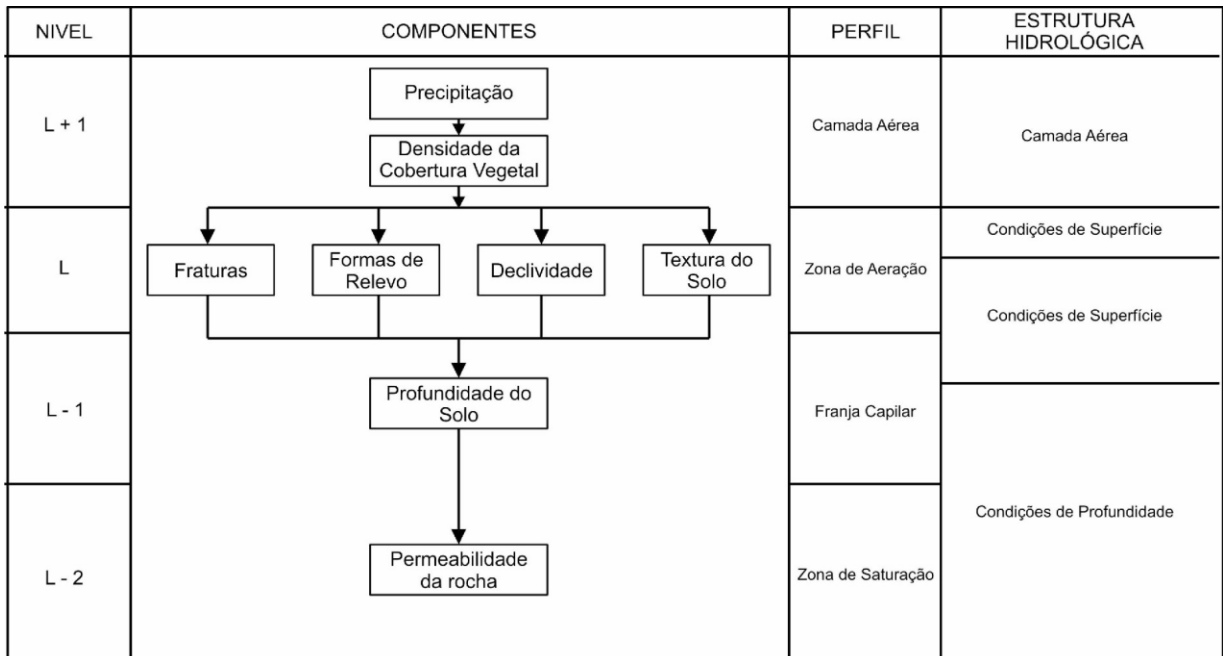 NIVEL
COMPONENTES
PERFIL
ESTRUTURA
HIDROLÓGICA
L + 1
Precipitação
Densidade da
Cobertura Vegetal
Camada Aérea
Camada Aérea
L
Fraturas
Formas de
Relevo
Declividade
Textura do
Solo
Zona de Aeração
Condições de Superfície
Condições de Superfície
L - 1
Profundidade do
Solo
Franja Capilar
L - 2
Permeabilidade
da rocha
Zona de Saturação
Condições de Profundidade